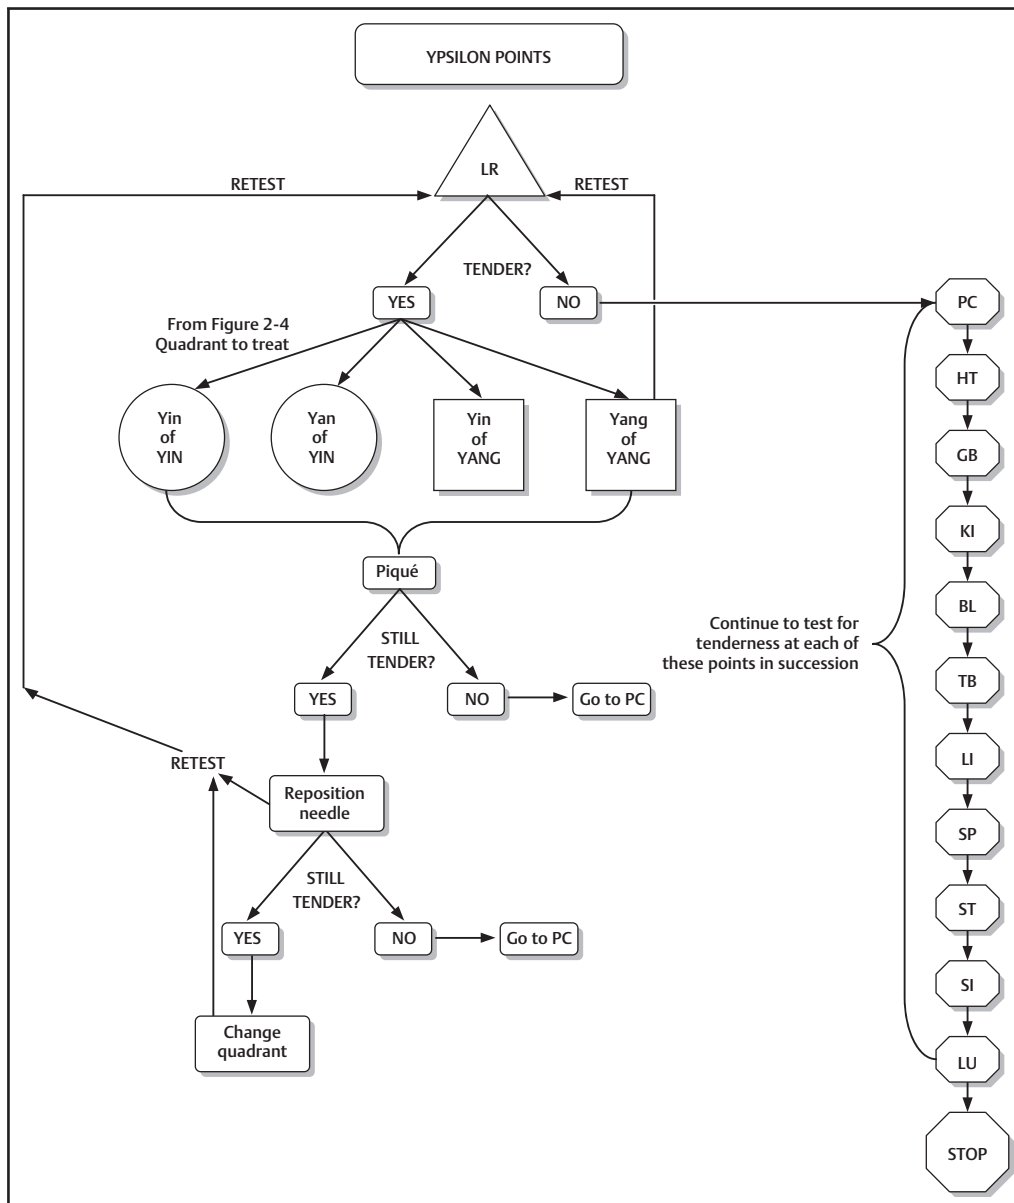 YPSILON POINTS
LR
RETEST
RETEST
TENDER?
YES
NO
From Figure 2-4
Quadrant to treat
Yin
of
YIN
Yan
of
YIN
Yin
of
YANG
Yang
of
YANG
Piqué
STILL
TENDER?
YES
NO
Go to PC
RETEST
Reposition
needle
STILL
TENDER?
YES
NO
Go to PC
Change
quadrant
PC
HT
GB
KI
BL
TB
LI
SP
ST
SI
LU
STOP
Continue to test for
tenderness at each of
these points in succession